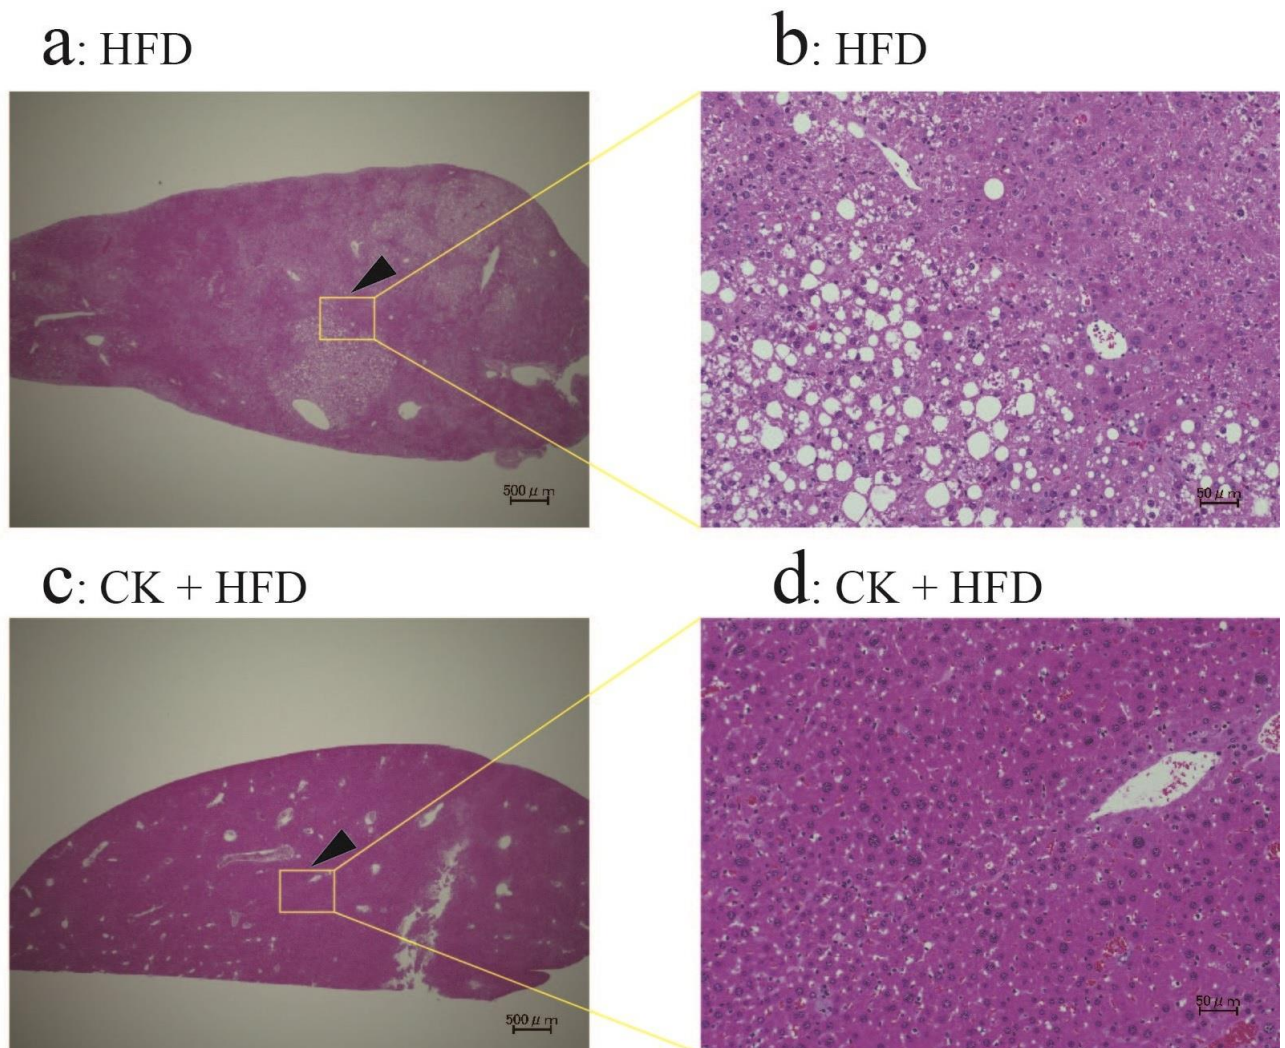 a: HFD
b: HFD
500 μm
50 μm
c: CK + HFD
d: CK + HFD
500 μm
50 μm